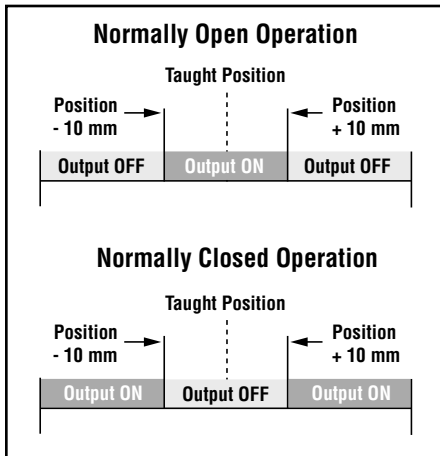 Normally Open Operation
Taught Position
Position
- 10 mm
Position
+ 10 mm
Output OFF Output ON Output OFF
Normally Closed Operation
Taught Position
Position
- 10 mm
Position
+ 10 mm
Output ON Output OFF Output ON